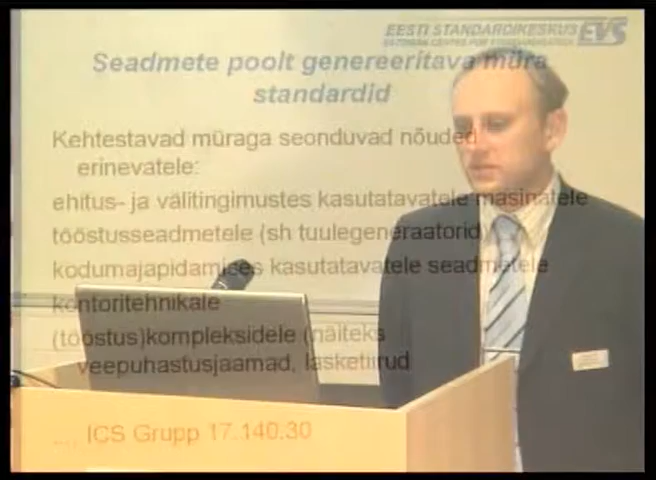 EESTI STANDARDIKESKUS EVS
ESTONIAN CENTRE FOR STANDARDISATION
Seadmete poolt genereeritava müra
standardid
Kehtestavad müraga seonduvad nõuded
erinevatele:
ehitus- ja välitingimustes kasutatavatele masinatele
tööstusseadmetele (sh tuulegeneraatorid)
kodumajapidamises kasutatavatele seadmetele
kontoritehnikale
(tööstus)kompleksidele (näiteks
veepuhastusjaamad, lasketiirud
.... ICS Grupp 17.140.30